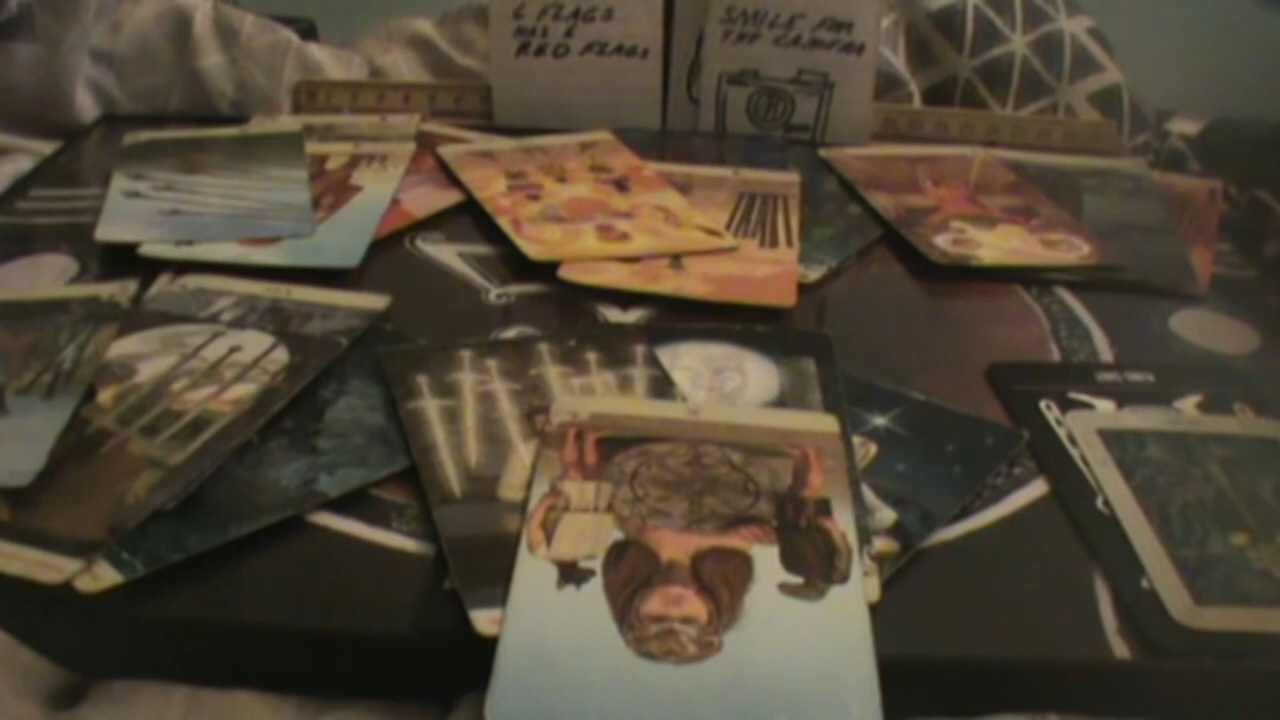 6 FLAGS
HAS 6
RED FLAGS
SMILE FOR
THE CAMERA